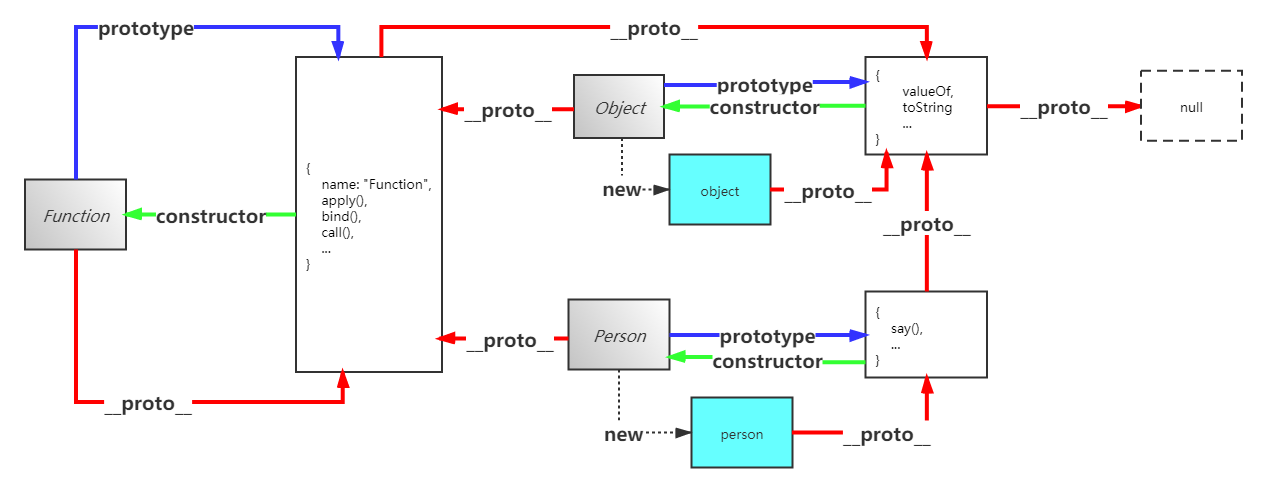 prototype
__proto__
{
valueOf,
toString
...
}
Object
prototype
constructor
__proto__
__proto__
null
{
name: "Function",
apply(),
bind(),
call(),
...
}
Function
constructor
new
object
__proto__
__proto__
{
say(),
...
}
Person
prototype
constructor
__proto__
__proto__
new
person
__proto__